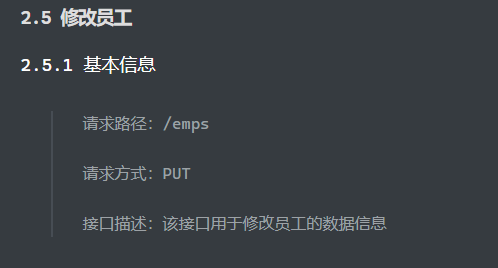 2.5 修改员工
2.5.1 基本信息
请求路径：/emps
请求方式：PUT
接口描述：该接口用于修改员工的数据信息